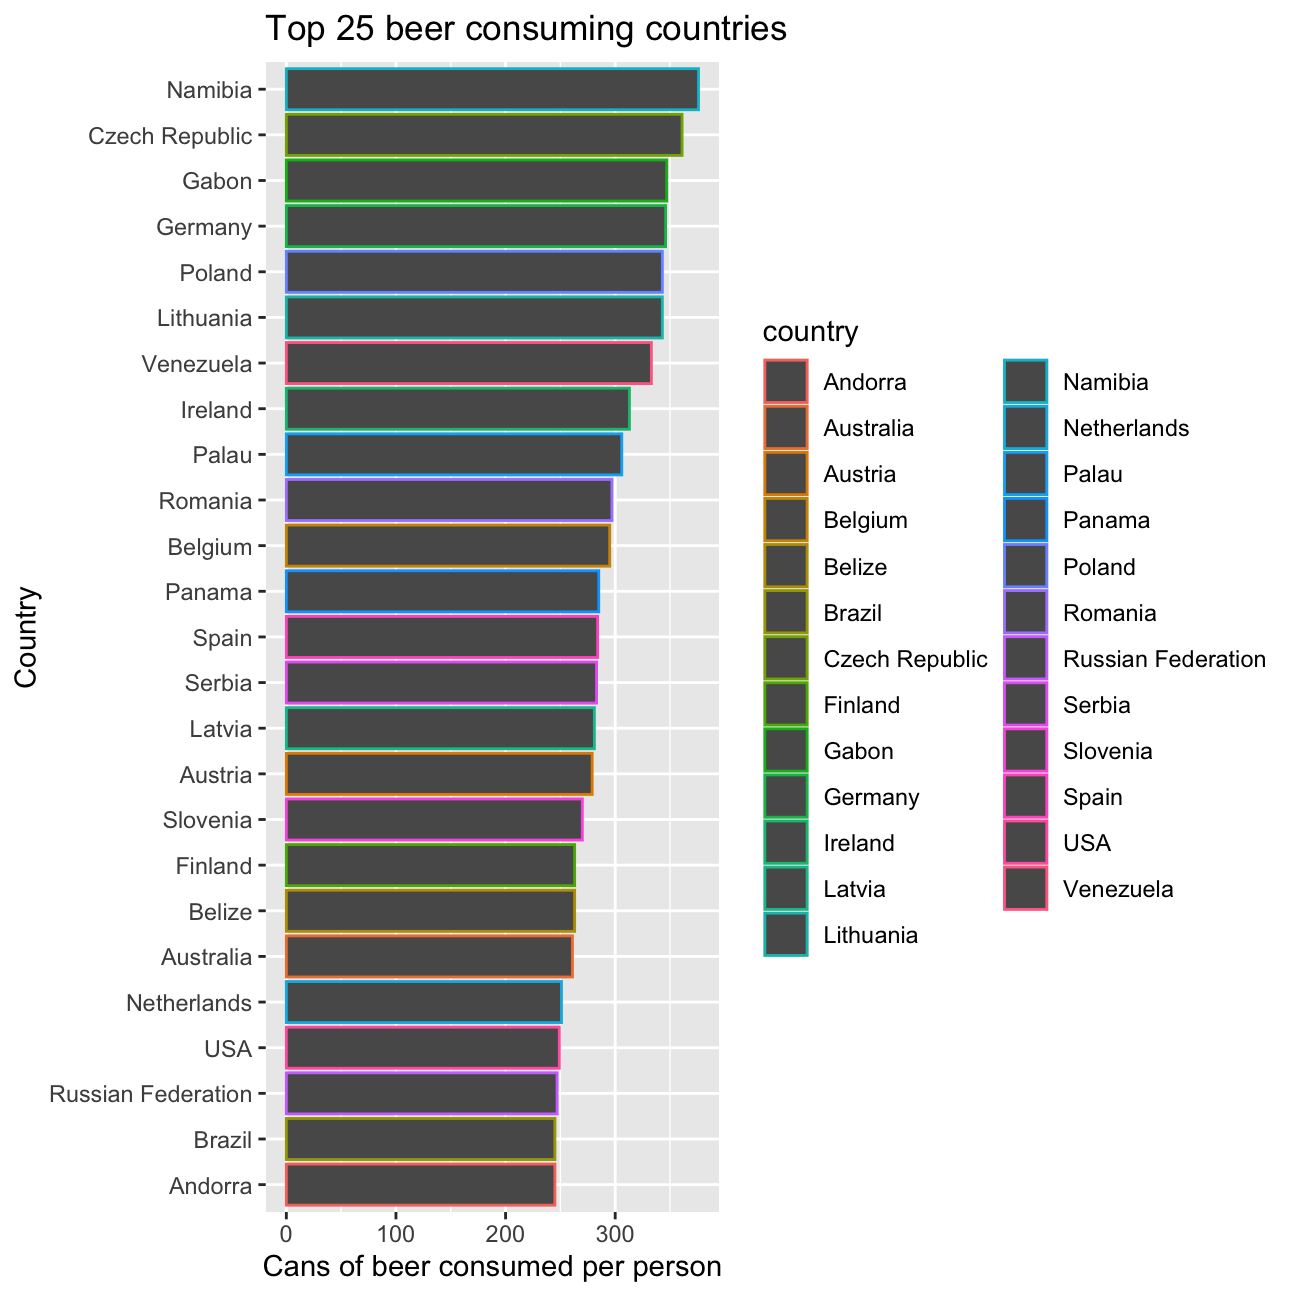 Top 25 beer consuming countries
Country
Namibia
Czech Republic
Gabon
Germany
Poland
Lithuania
Venezuela
Ireland
Palau
Romania
Belgium
Panama
Spain
Serbia
Latvia
Austria
Slovenia
Finland
Belize
Australia
Netherlands
USA
Russian Federation
Brazil
Andorra
0 100 200 300
Cans of beer consumed per person
country
Andorra
Australia
Austria
Belgium
Belize
Brazil
Czech Republic
Finland
Gabon
Germany
Ireland
Latvia
Lithuania
Namibia
Netherlands
Palau
Panama
Poland
Romania
Russian Federation
Serbia
Slovenia
Spain
USA
Venezuela